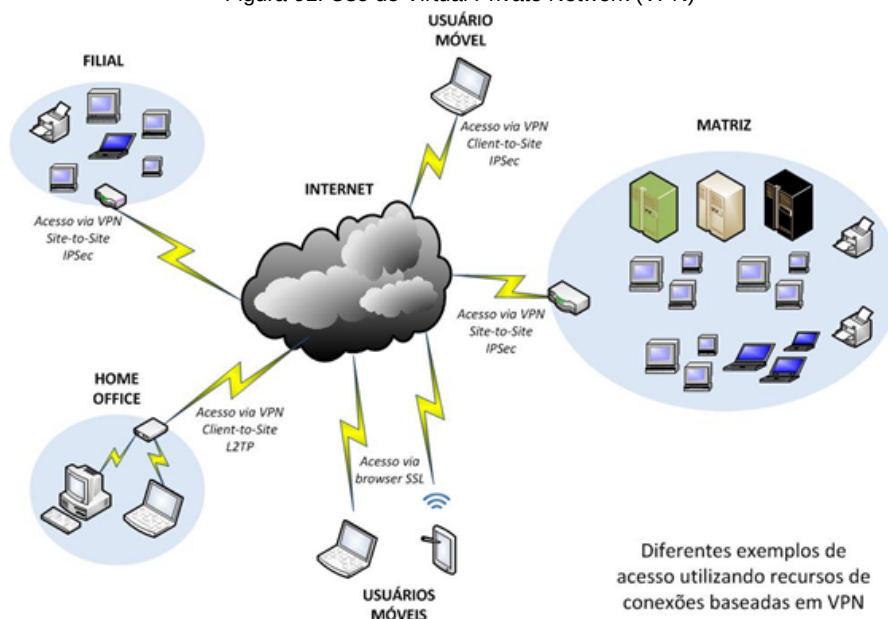 USUÁRIO
MÓVEL
FILIAL
Acesso via VPN
Client-to-Site
IPSec
MATRIZ
INTERNET
Acesso via VPN
Site-to-Site
IPSec
Acesso via VPN
Site-to-Site
IPSec
HOME
OFFICE
Acesso via VPN
Client-to-Site
L2TP
Acesso via
browser SSL
USUÁRIOS
MÓVEIS
Diferentes exemplos de
acesso utilizando recursos de
conexões baseadas em VPN